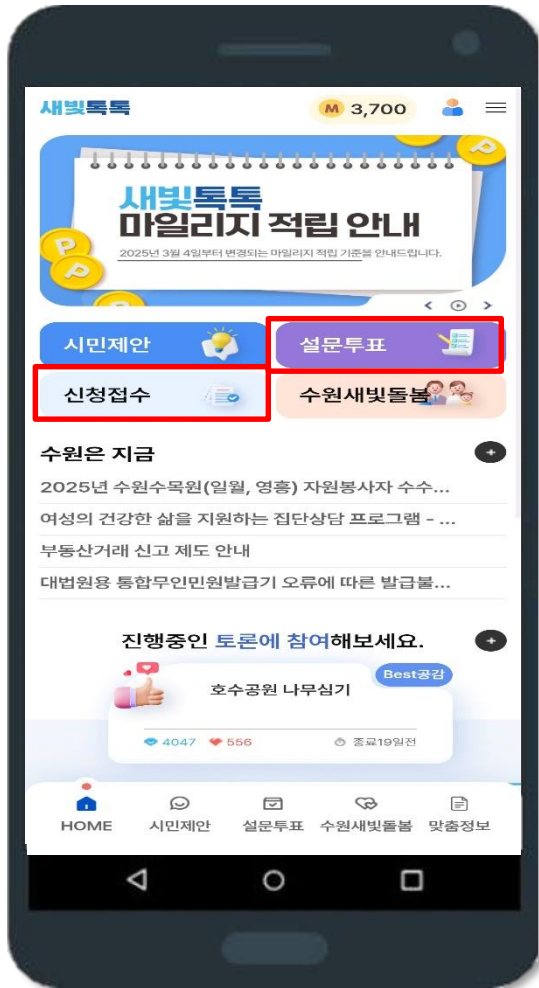 새빛톡톡
M 3,700
새빛톡톡
마일리지 적립 안내
2025년 3월 4일부터 변경되는 마일리지 적립 기준을 안내드립니다.
시민제안
설문투표
신청접수
수원새빛돌봄
수원은 지금
2025년 수원수목원(일월, 영흥) 자원봉사자 수수...
여성의 건강한 삶을 지원하는 집단상담 프로그램 - ...
부동산거래 신고 제도 안내
대법원용 통합무인민원발급기 오류에 따른 발급불...
진행중인 토론에 참여해보세요.
Best공감
호수공원 나무심기
4047 556 종료19일전
HOME 시민제안 설문투표 수원새빛돌봄 맞춤정보